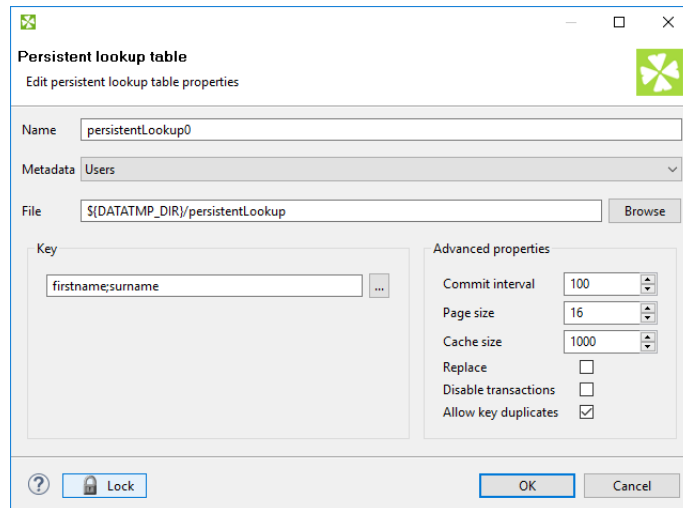 Persistent lookup table
Edit persistent lookup table properties
Name persistentLookup0
Metadata Users
File ${DATATMP_DIR}/persistentLookup Browse
Key
firstname;surname ...
Advanced properties
Commit interval 100
Page size 16
Cache size 1000
Replace
Disable transactions
Allow key duplicates
? Lock OK Cancel